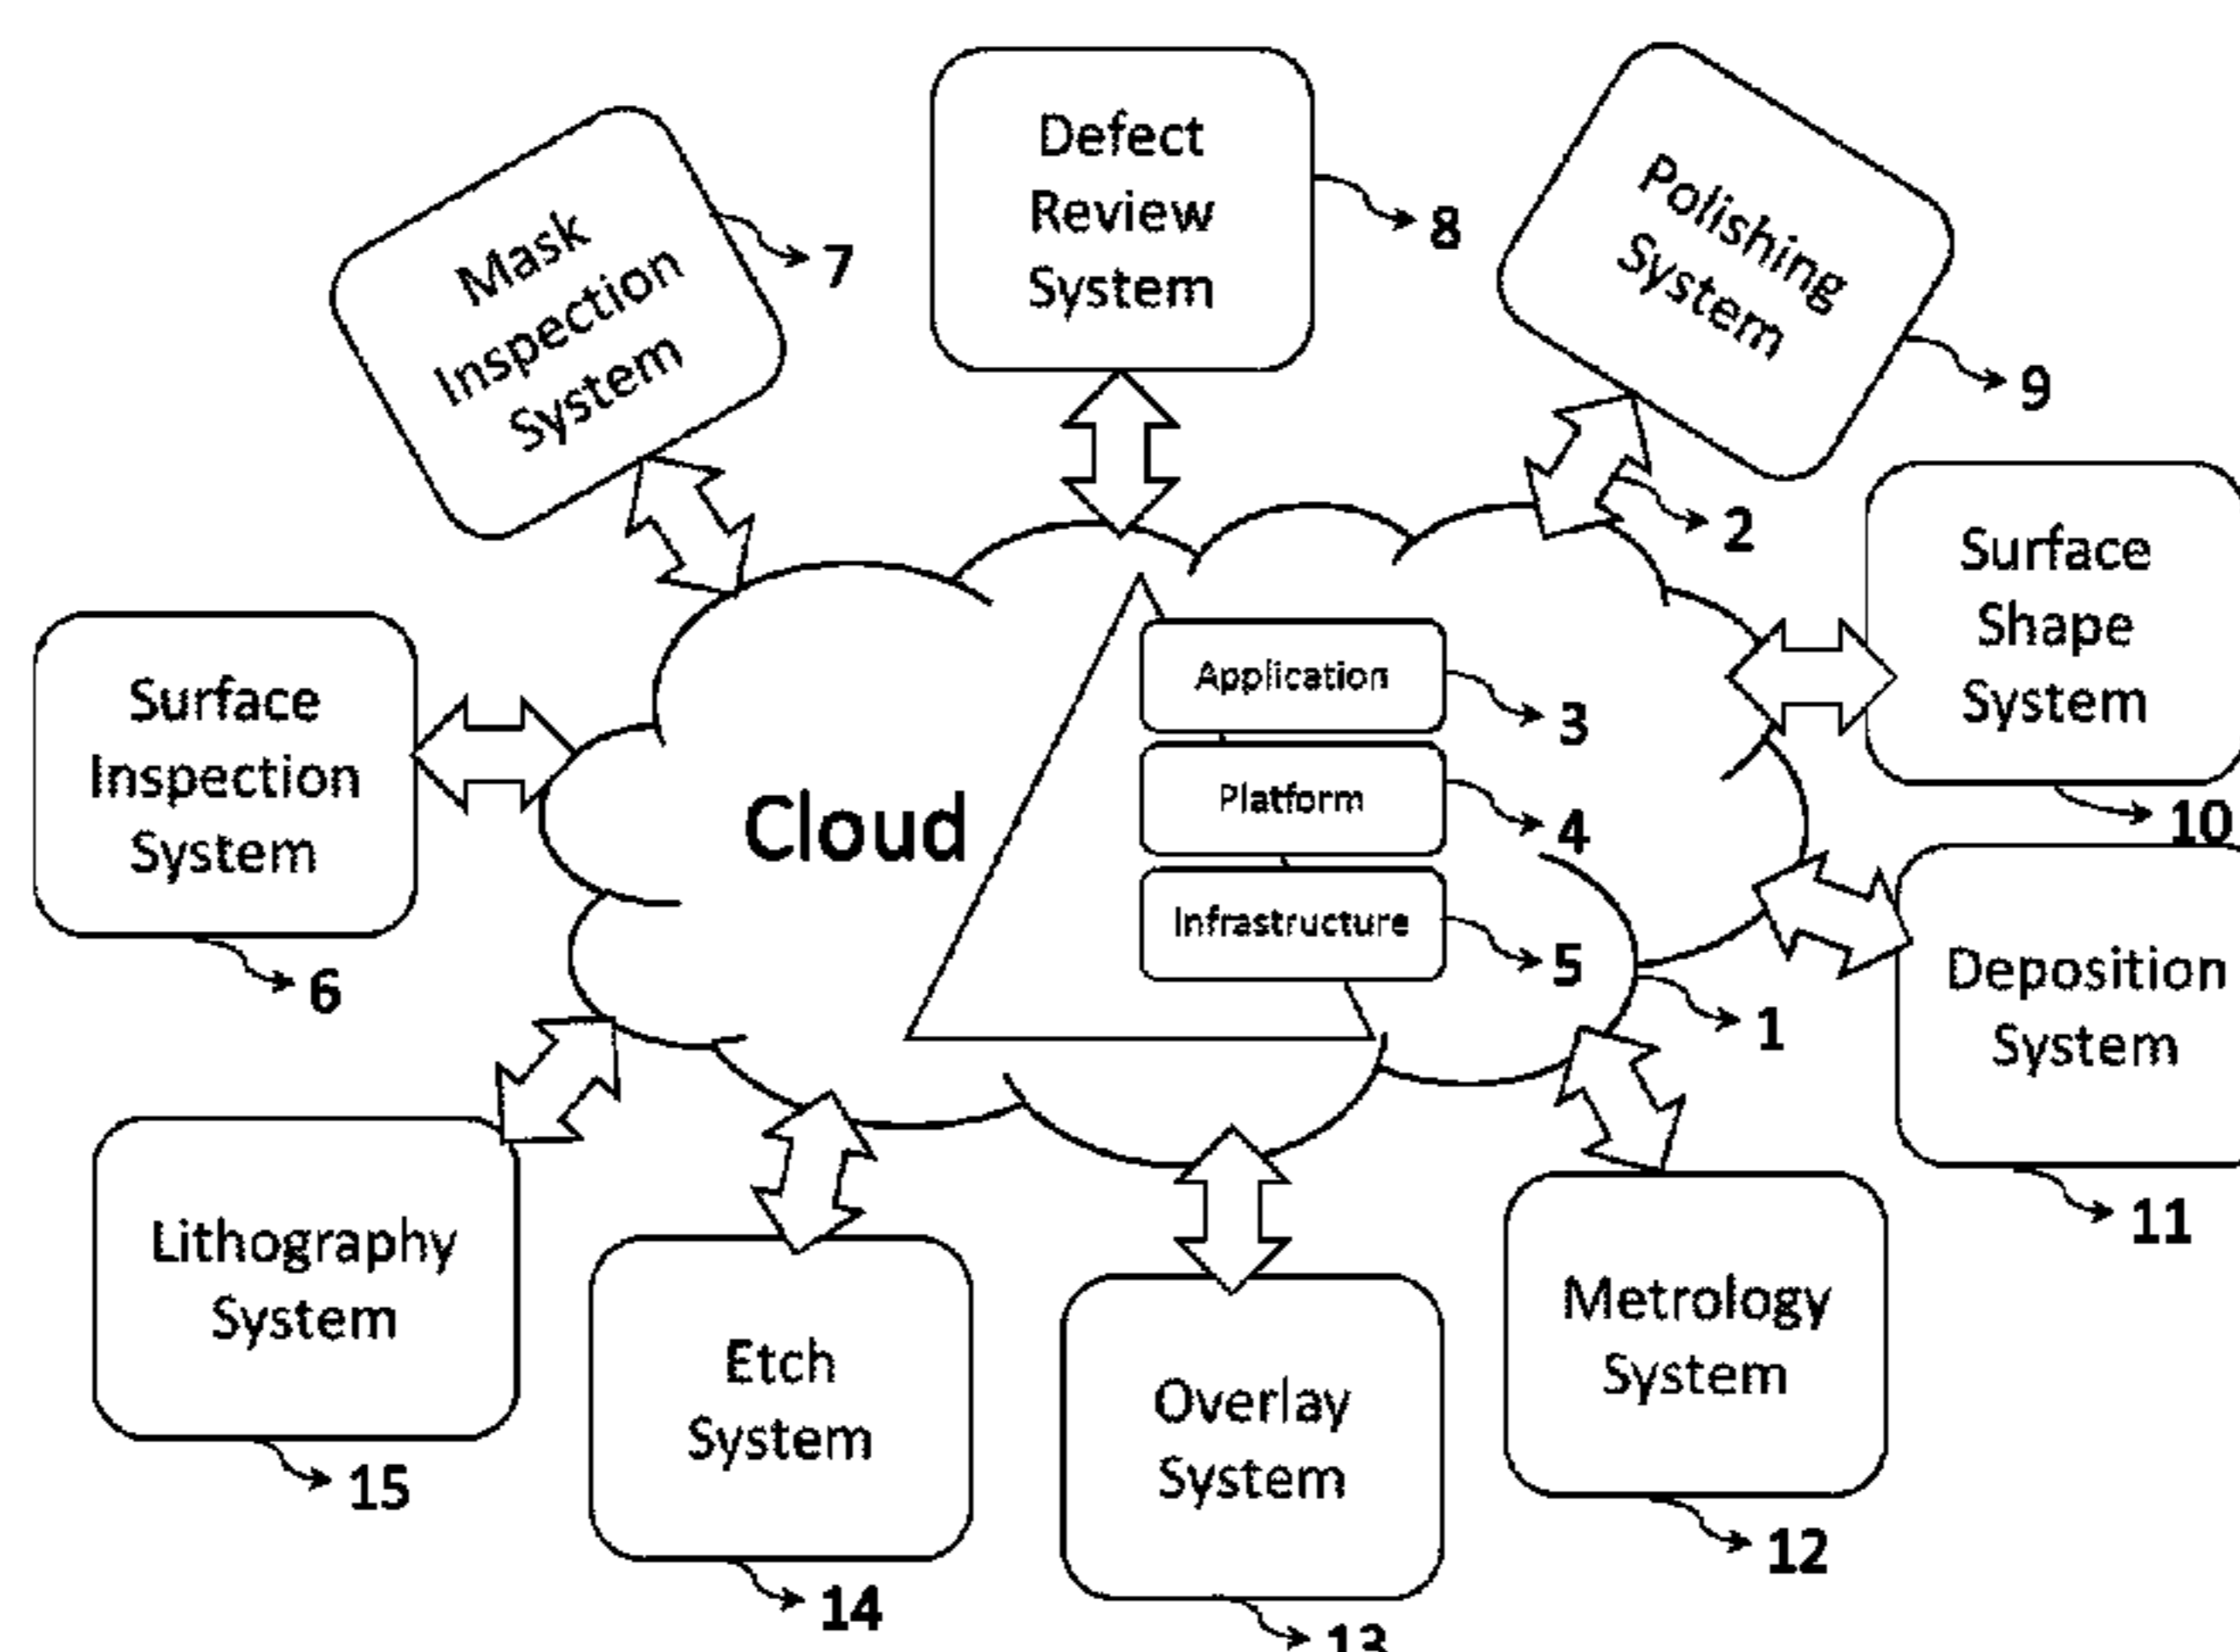 Defect
Review
System
8
Polishing
System
9
Mask
Inspection
System
7
2
Surface
Shape
System
10
Surface
Inspection
System
6
Cloud
Application
3
Platform
4
Infrastructure
5
1
Deposition
System
11
Lithography
System
15
Etch
System
14
Overlay
System
13
Metrology
System
12